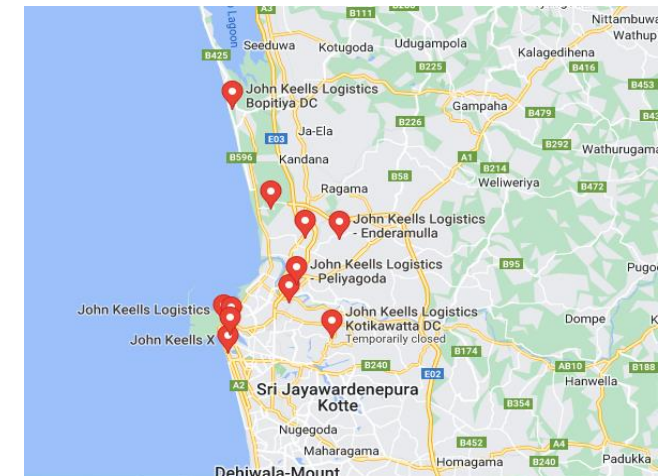 A3
B111
Nittambuwa
Wathup
Lagoon
B425
Seeduwa
Kotugoda
Udugampola
Kalagedihena
B225
B416
B453
John Keells Logistics
Bopitiya DC
Gampaha
B479
B226
Ja-Ela
E03
B292
Wathurugama
B596
Kandana
A1
B214
B58
Weliweriya
B472
Ragama
John Keells Logistics
- Enderamulla
John Keells Logistics
- Peliyagoda
B95
Pugo
John Keells Logistics
John Keells Logistics
Kotikawatta DC
Temporarily closed
Dompe
K
John Keells X
B174
B240
E02
AB10
B188
A2
Hanwella
Sri Jayawardenepura
Kotte
B354
Nugegoda
Maharagama
B452
A4
Homagama
B240
Padukka
Dehiwala-Mount